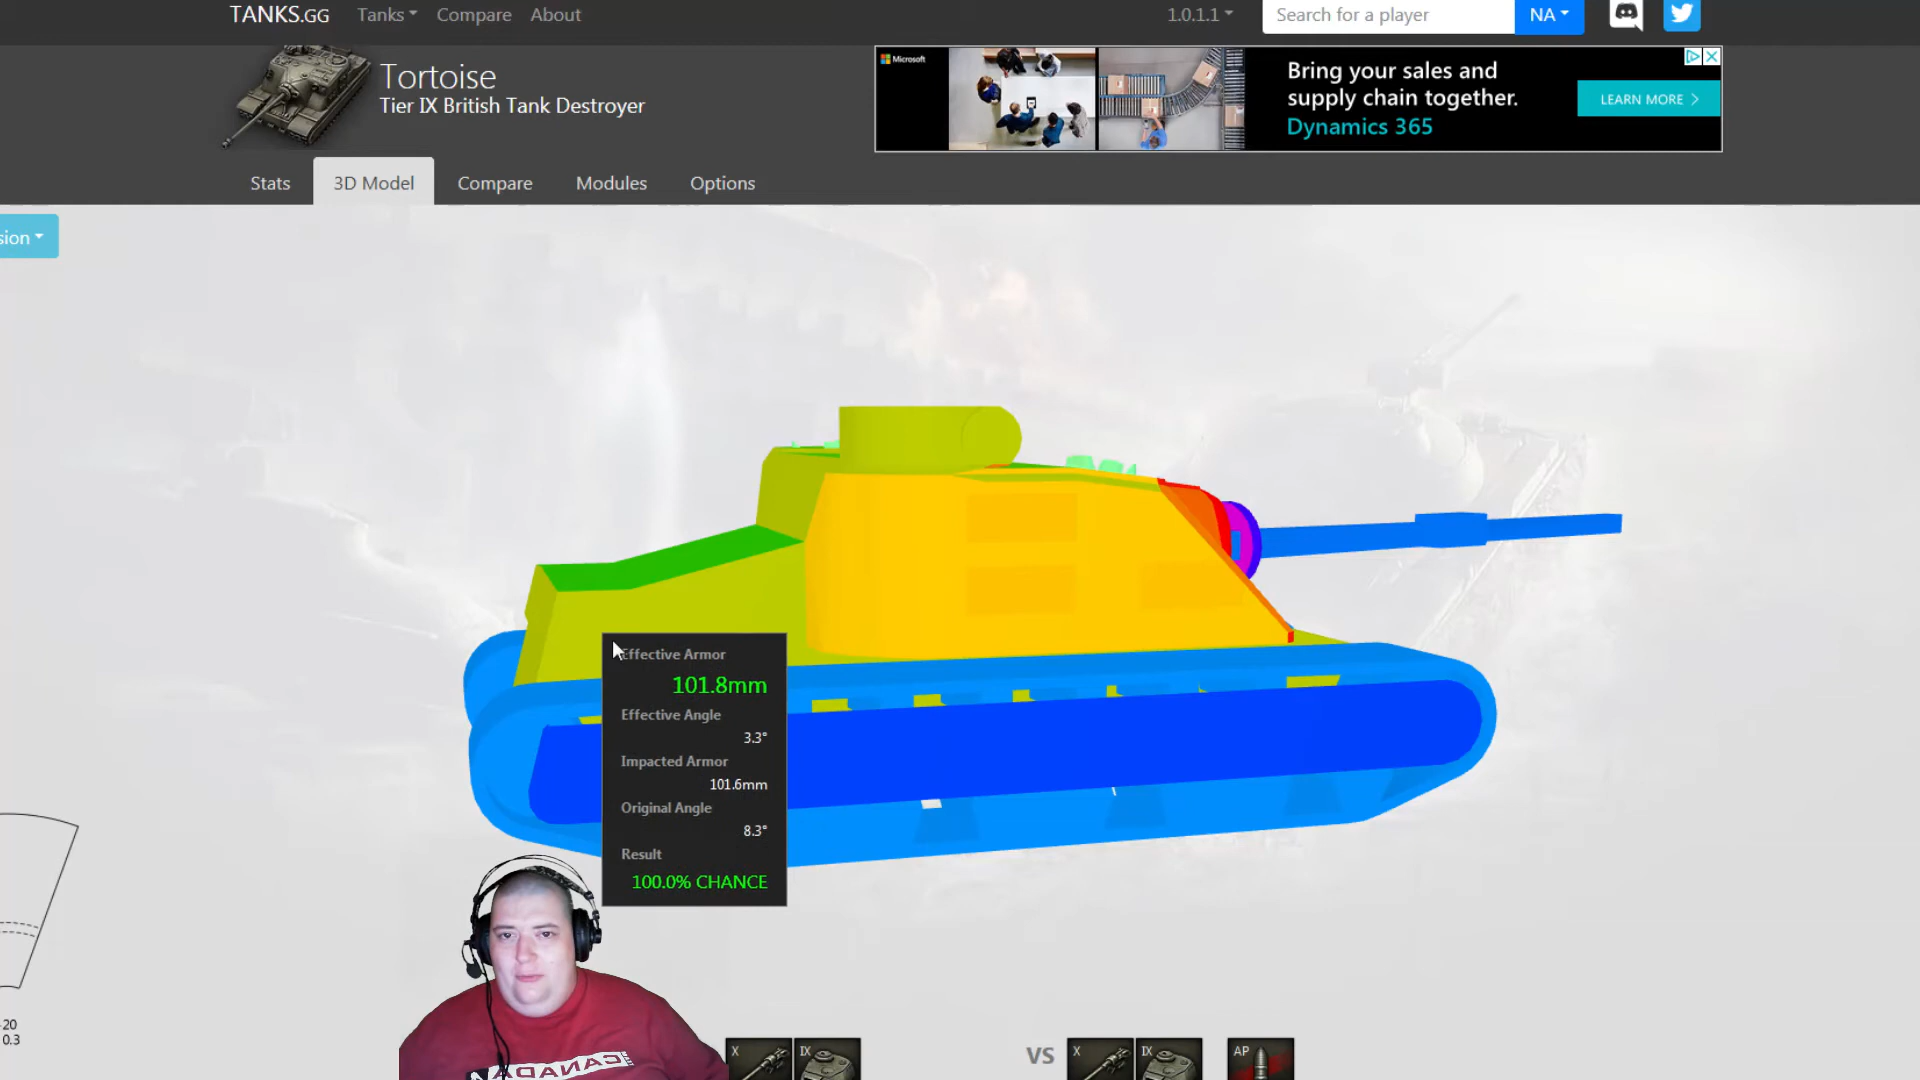 TANKS.GG Tanks Compare About 1.0.1.1 Search for a player NA
Tortoise
Tier IX British Tank Destroyer
Microsoft
Bring your sales and
supply chain together.
Dynamics 365
LEARN MORE >
Stats 3D Model Compare Modules Options
sion
Effective Armor
101.8mm
Effective Angle
3.3°
Impacted Armor
101.6mm
Original Angle
8.3°
Result
100.0% CHANCE
-20
0.3
X IX VS X IX AP
CANADA